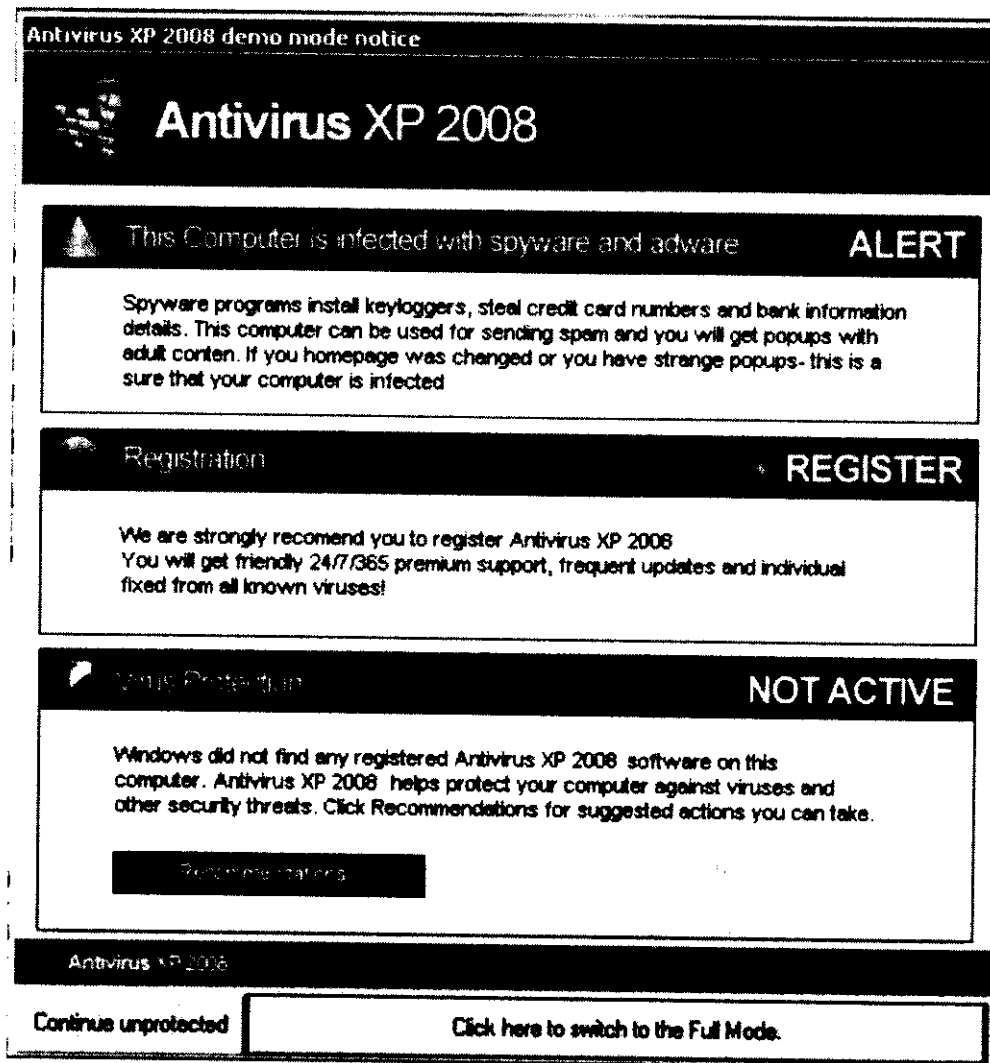 Antivirus XP 2008 demo mode notice
Antivirus XP 2008
This Computer is infected with spyware and adware ALERT
Spyware programs install keyloggers, steal credit card numbers and bank information
details. This computer can be used for sending spam and you will get popups with
adult conten. If you homepage was changed or you have strange popups- this is a
sure that your computer is infected
Registration REGISTER
We are strongly recomend you to register Antivirus XP 2008
You will get friendly 24/7/365 premium support, frequent updates and individual
fixed from all known viruses!
Virus Protection NOT ACTIVE
Windows did not find any registered Antivirus XP 2008 software on this
computer. Antivirus XP 2008 helps protect your computer against viruses and
other security threats. Click Recommendations for suggested actions you can take.
Recommendations
Antivirus XP 2008
Continue unprotected Click here to switch to the Full Mode.